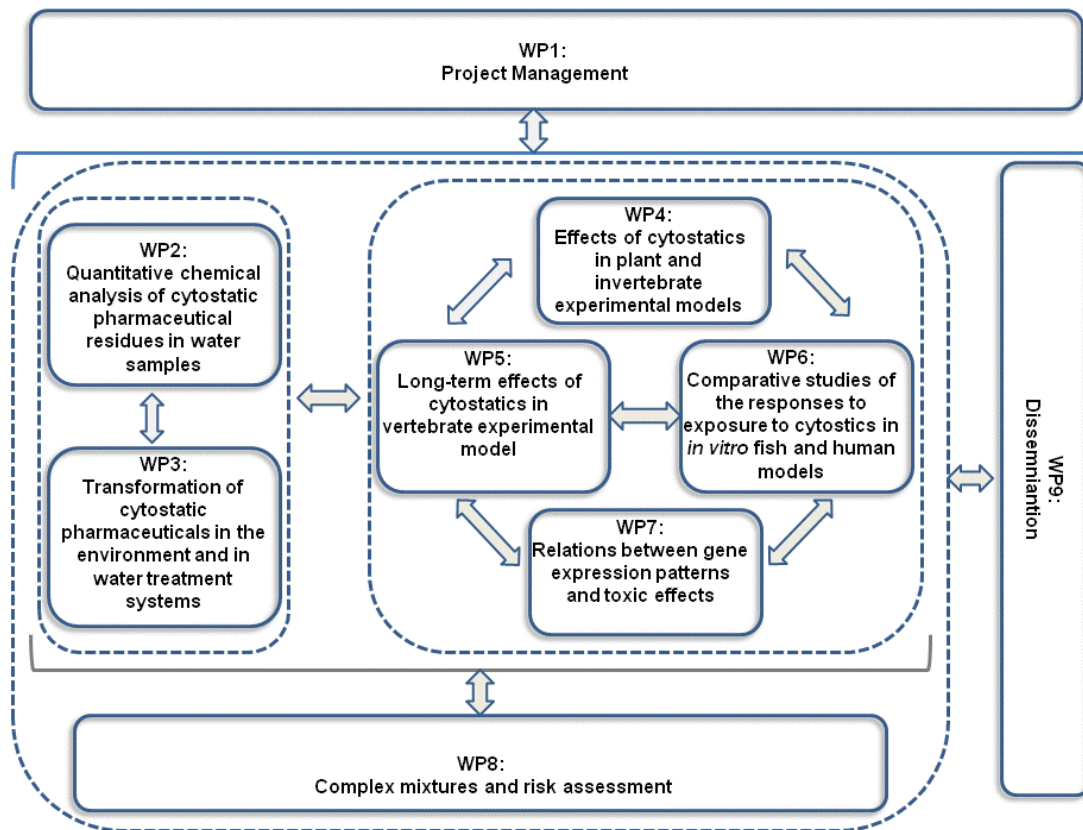 WP1:
Project Management
WP2:
Quantitative chemical
analysis of cytostatic
pharmaceutical
residues in water
samples
WP3:
Transformation of
cytostatic
pharmaceuticals in the
environment and in
water treatment
systems
WP4:
Effects of cytostatics
in plant and
invertebrate
experimental models
WP5:
Long-term effects of
cytostatics in
vertebrate experimental
model
WP6:
Comparative studies of
the responses to
exposure to cytostics in
in vitro fish and human
models
WP7:
Relations between gene
expression patterns
and toxic effects
WP8:
Complex mixtures and risk assessment
WP9:
Dissemniantion